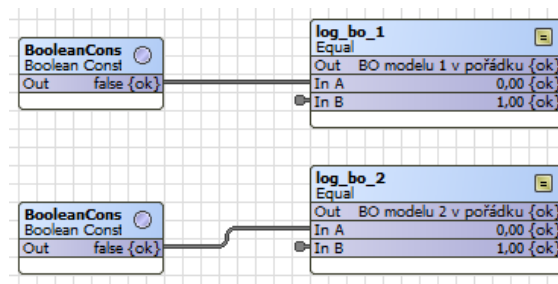 BooleanCons
Boolean Const
Out false {ok}
log_bo_1
Equal
Out BO modelu 1 v pořádku {ok}
In A 0,00 {ok}
In B 1,00 {ok}
BooleanCons
Boolean Const
Out false {ok}
log_bo_2
Equal
Out BO modelu 2 v pořádku {ok}
In A 0,00 {ok}
In B 1,00 {ok}